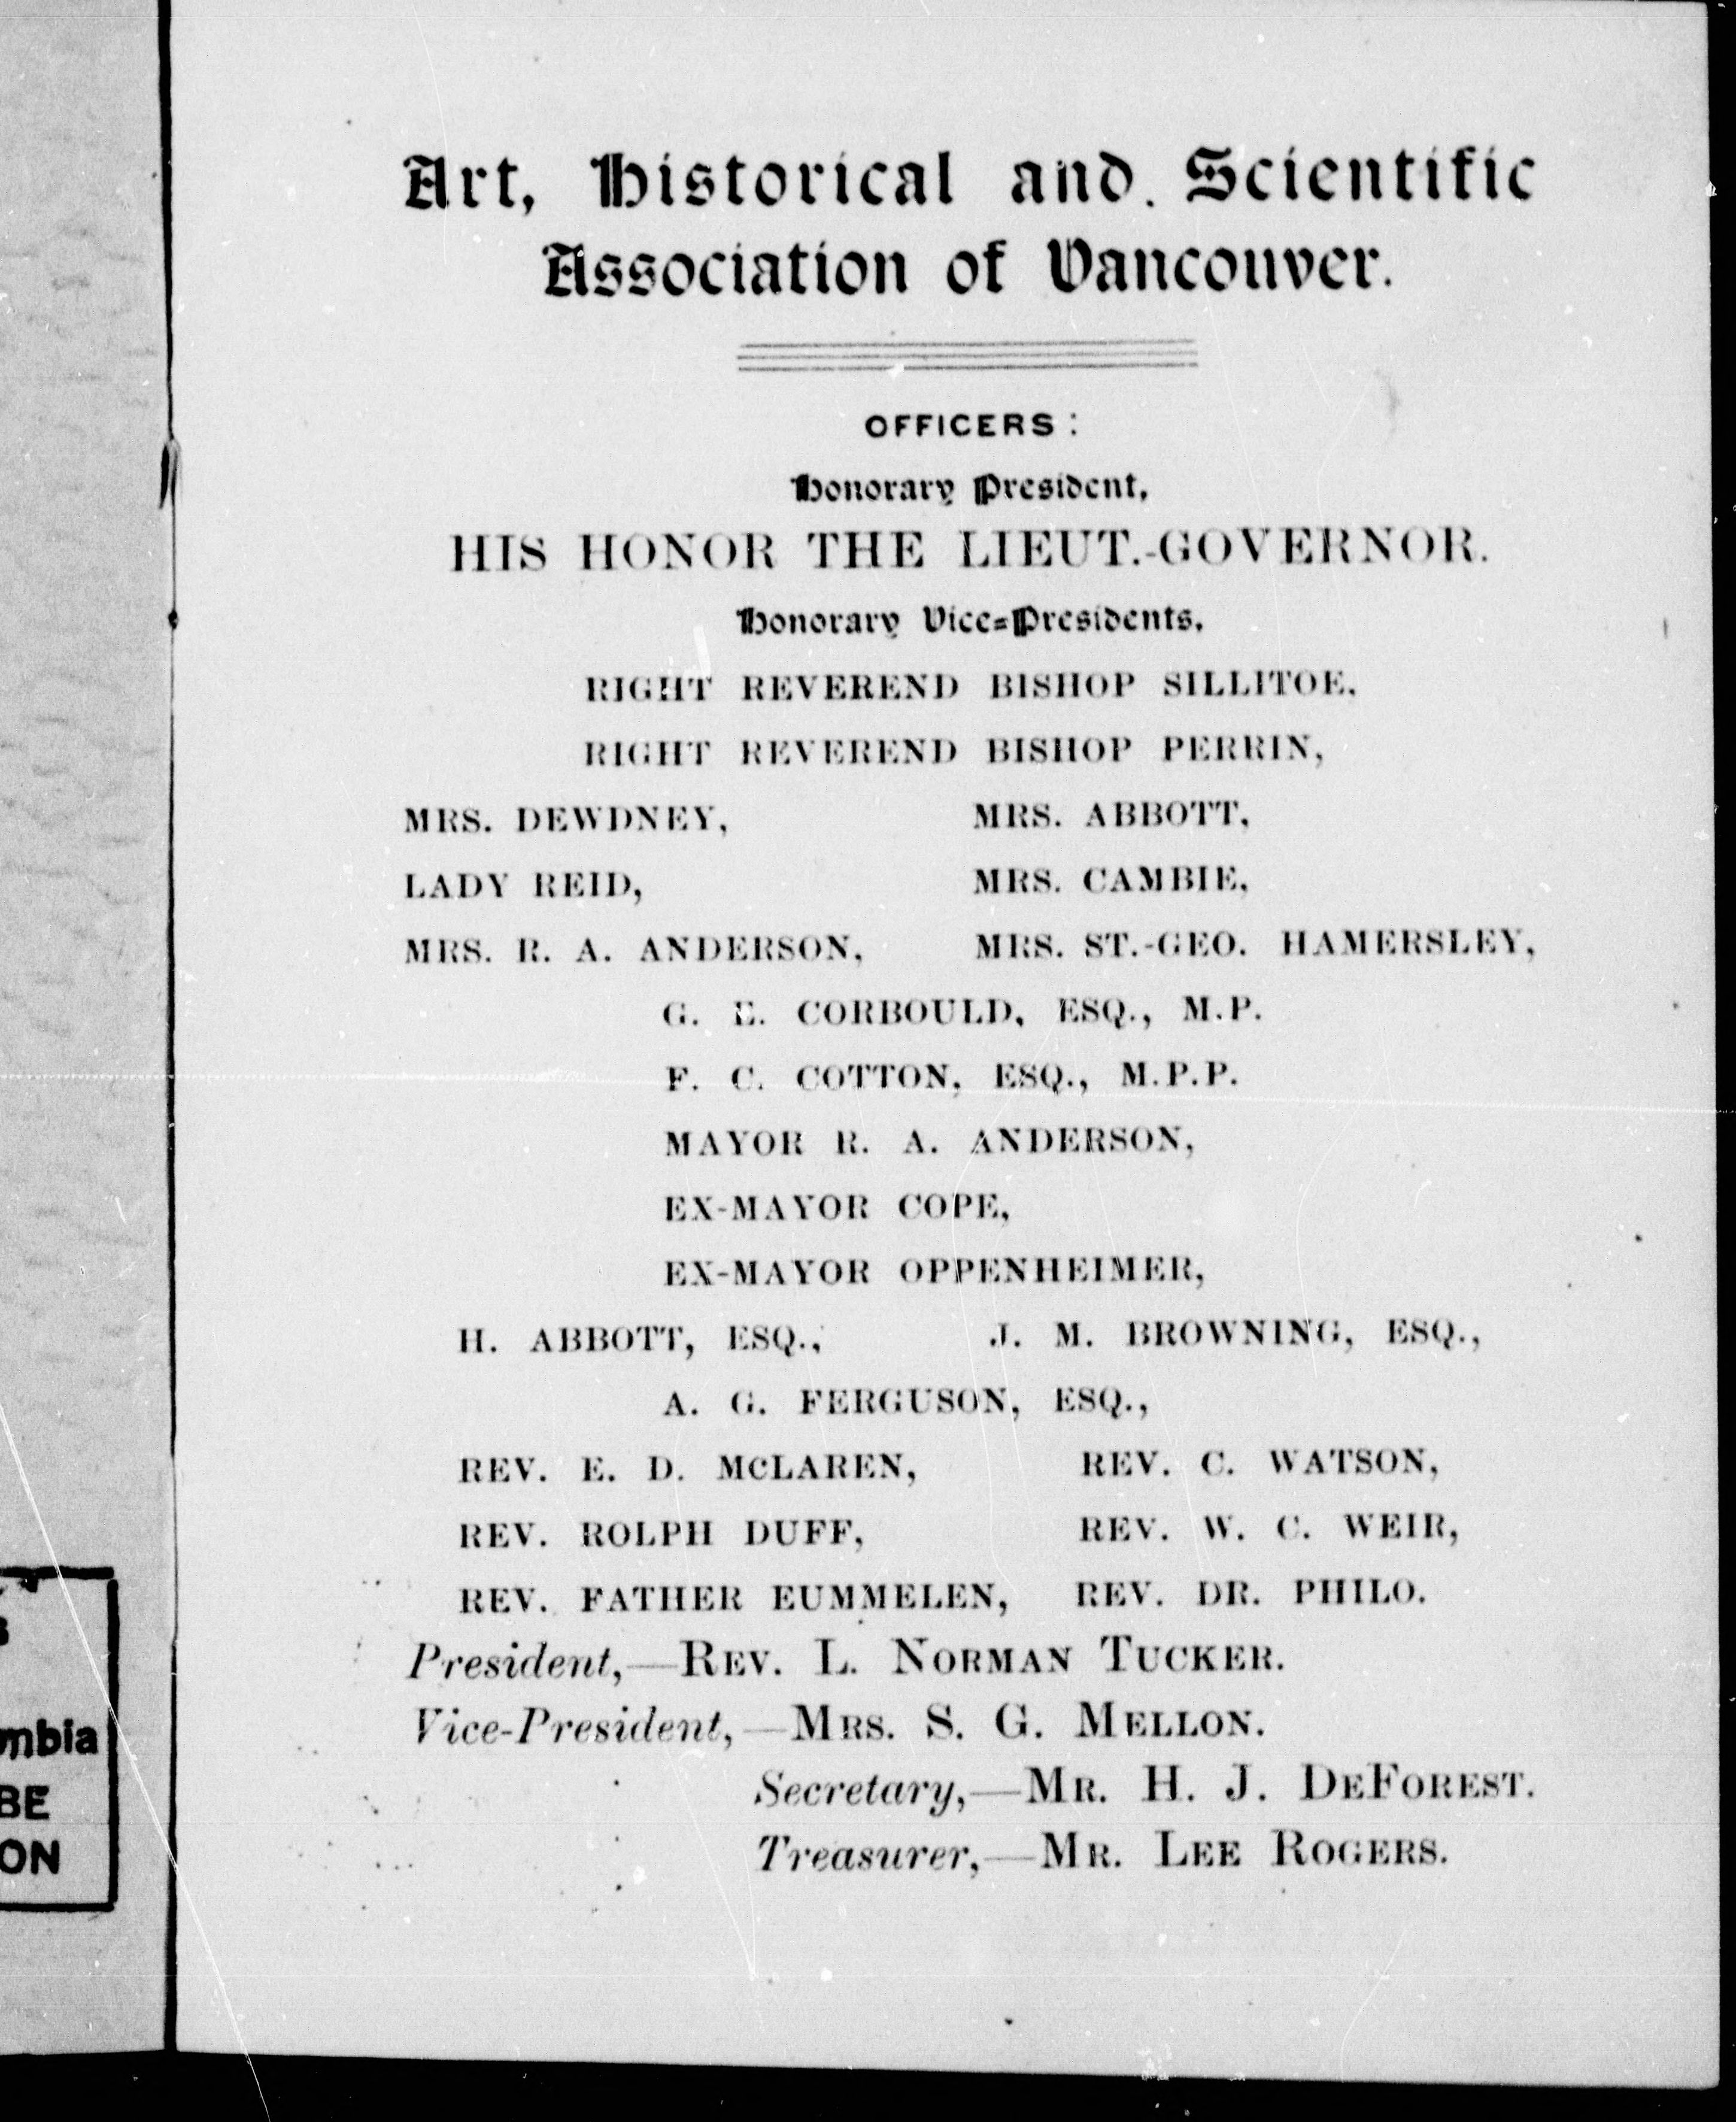 Art, Historical and Scientific
Association of Vancouver.
OFFICERS:
Honorary President,
HIS HONOR THE LIEUT.-GOVERNOR.
Honorary Vice-Presidents,
RIGHT REVEREND BISHOP SILLITOE,
RIGHT REVEREND BISHOP PERRIN,
MRS. DEWDNEY, MRS. ABBOTT,
LADY REID, MRS. CAMBIE,
MRS. R. A. ANDERSON, MRS. ST.-GEO. HAMERSLEY,
G. E. CORBOULD, ESQ., M.P.
F. C. COTTON, ESQ., M.P.P.
MAYOR R. A. ANDERSON,
EX-MAYOR COPE,
EX-MAYOR OPPENHEIMER,
H. ABBOTT, ESQ., J. M. BROWNING, ESQ.,
A. G. FERGUSON, ESQ.,
REV. E. D. McLAREN, REV. C. WATSON,
REV. ROLPH DUFF, REV. W. C. WEIR,
REV. FATHER EUMMELEN, REV. DR. PHILO.
President,—REV. L. NORMAN TUCKER.
Vice-President,—MRS. S. G. MELLON.
Secretary,—MR. H. J. DEFOREST.
Treasurer,—MR. LEE ROGERS.
mbia
BE
ON